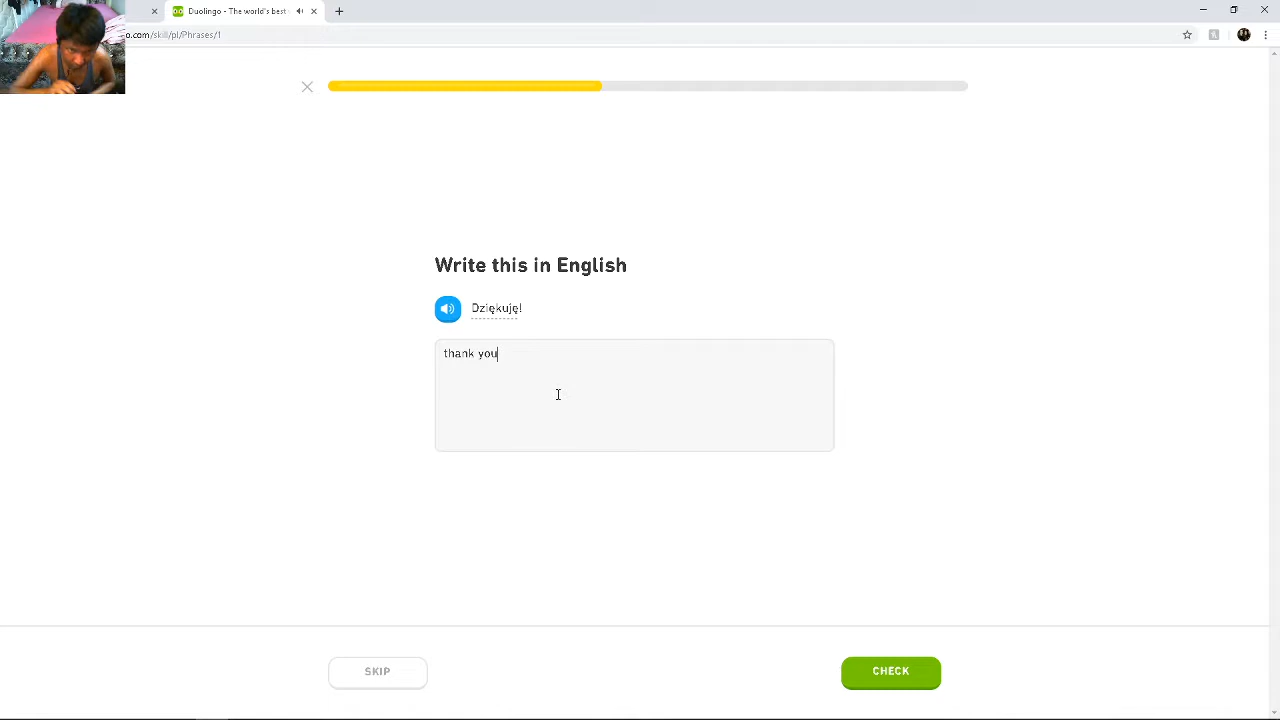 Duolingo - The world's best
o.com/skill/pl/Phrases/1
Write this in English
Dziękuję!
thank you
SKIP
CHECK